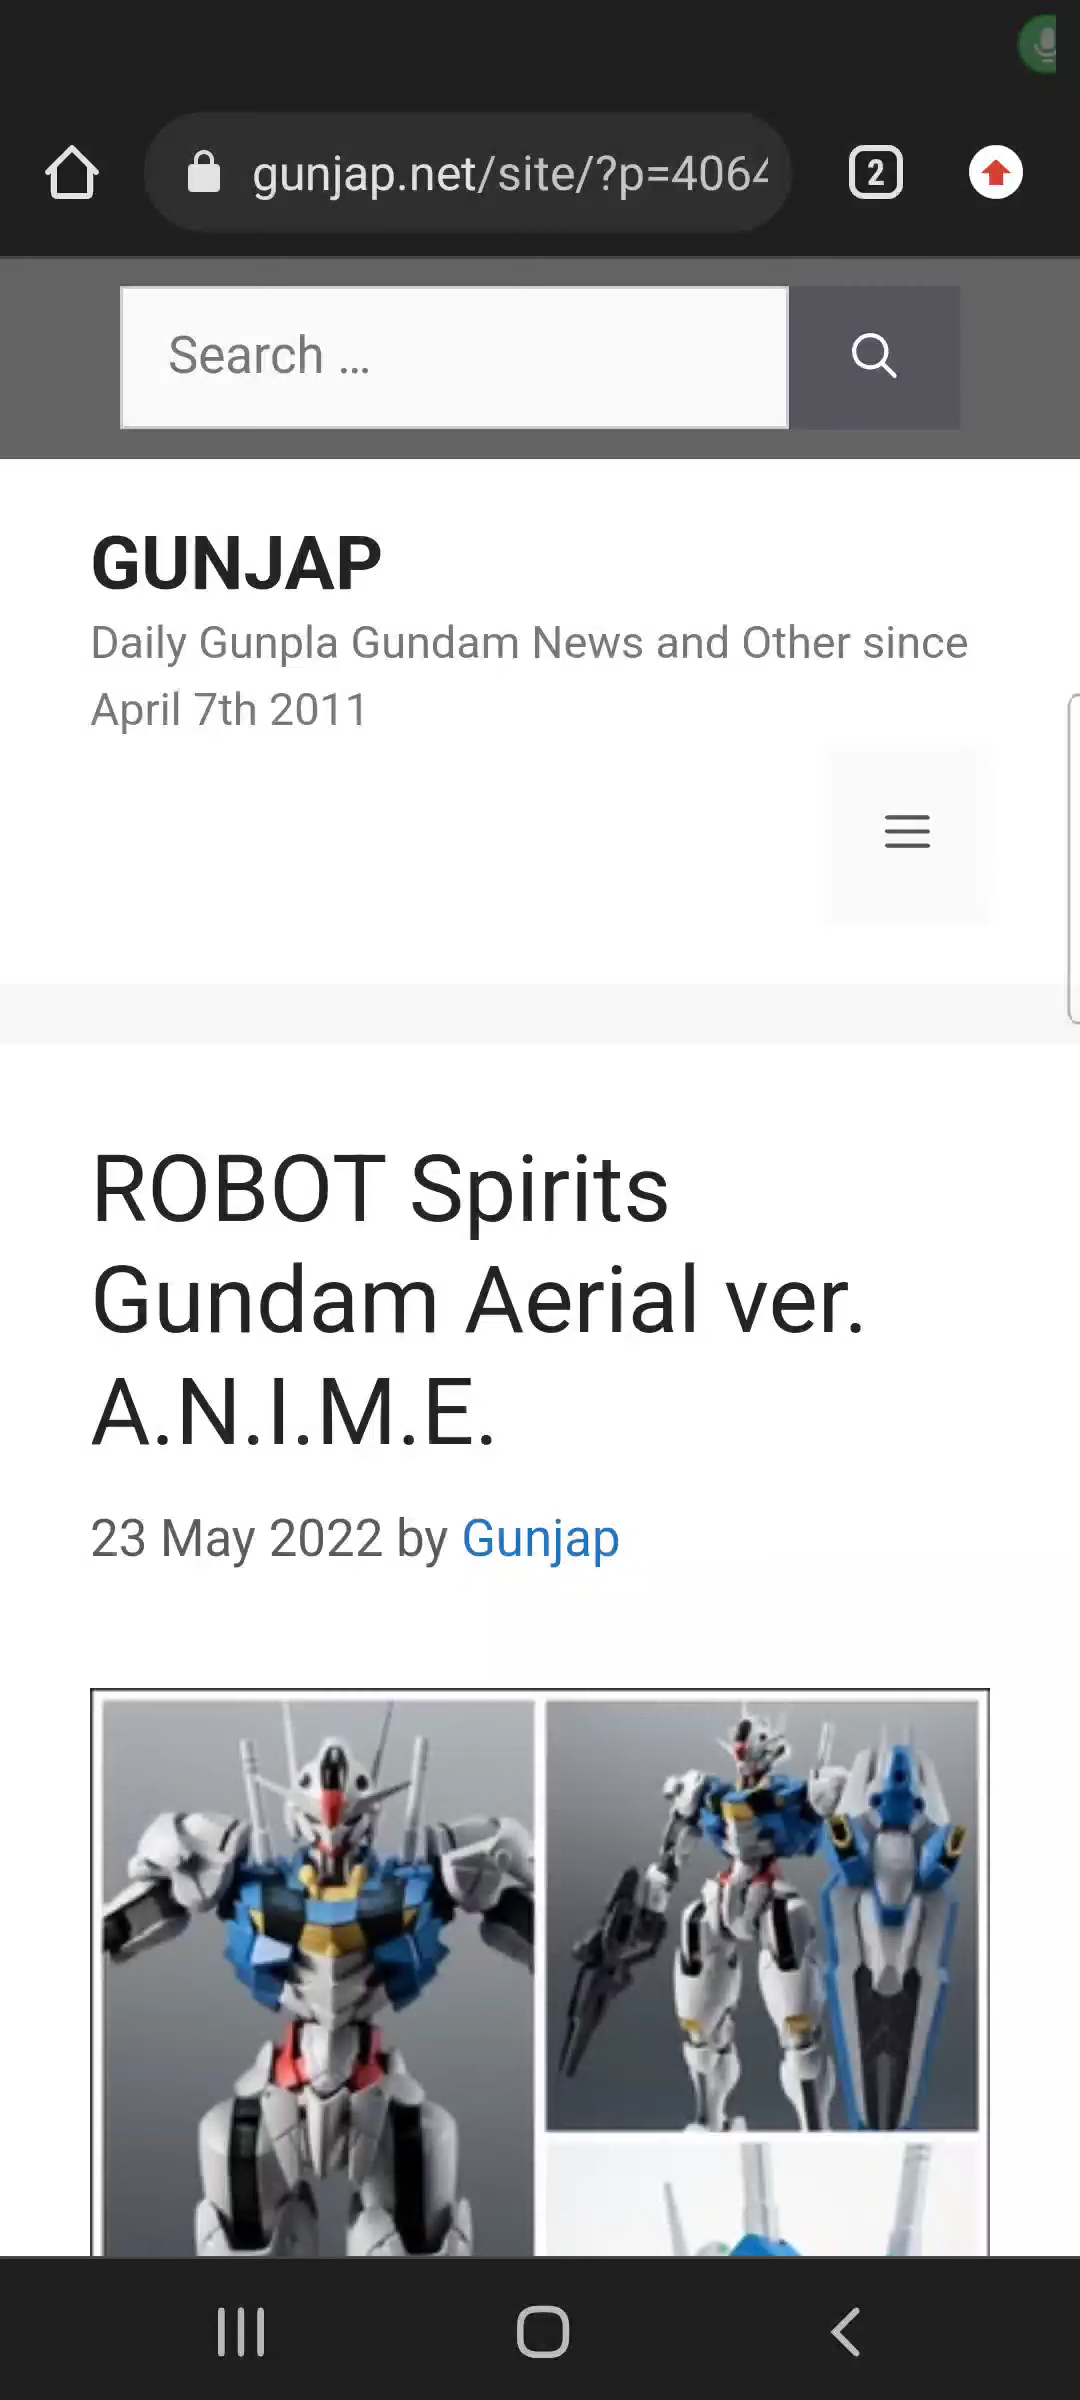 gunjap.net/site/?p=4064
2
Search ...
GUNJAP
Daily Gunpla Gundam News and Other since
April 7th 2011
ROBOT Spirits
Gundam Aerial ver.
A.N.I.M.E.
23 May 2022 by Gunjap